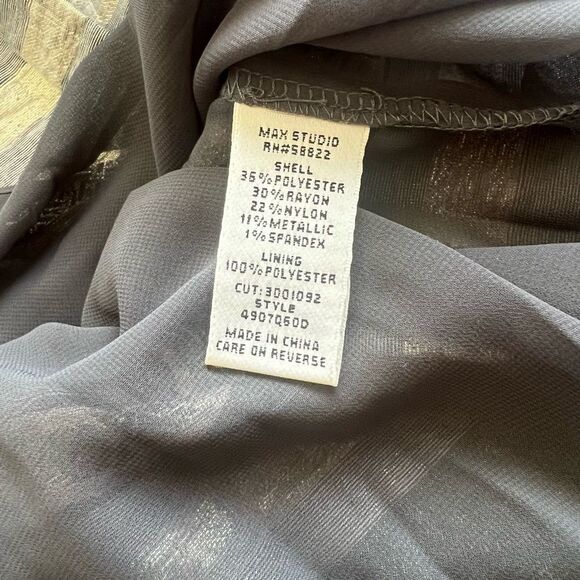 MAX STUDIO
RN#58822
SHELL
36%POLYESTER
30%RAYON
22%NYLON
11%METALLIC
1%SPANDEX
LINING
100%POLYESTER
CUT:3001092
STYLE
4907Q60D
MADE IN CHINA
CARE ON REVERSE